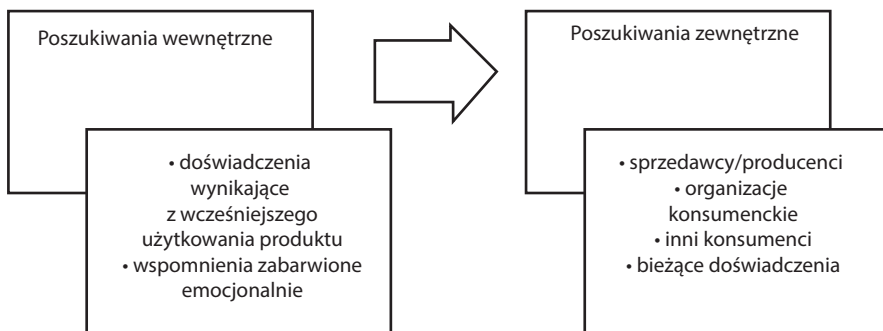 Poszukiwania wewnętrzne
• doświadczenia
wynikające
z wcześniejszego
użytkowania produktu
• wspomnienia zabarwione
emocjonalnie
Poszukiwania zewnętrzne
• sprzedawcy/producenci
• organizacje
konsumenckie
• inni konsumenci
• bieżące doświadczenia